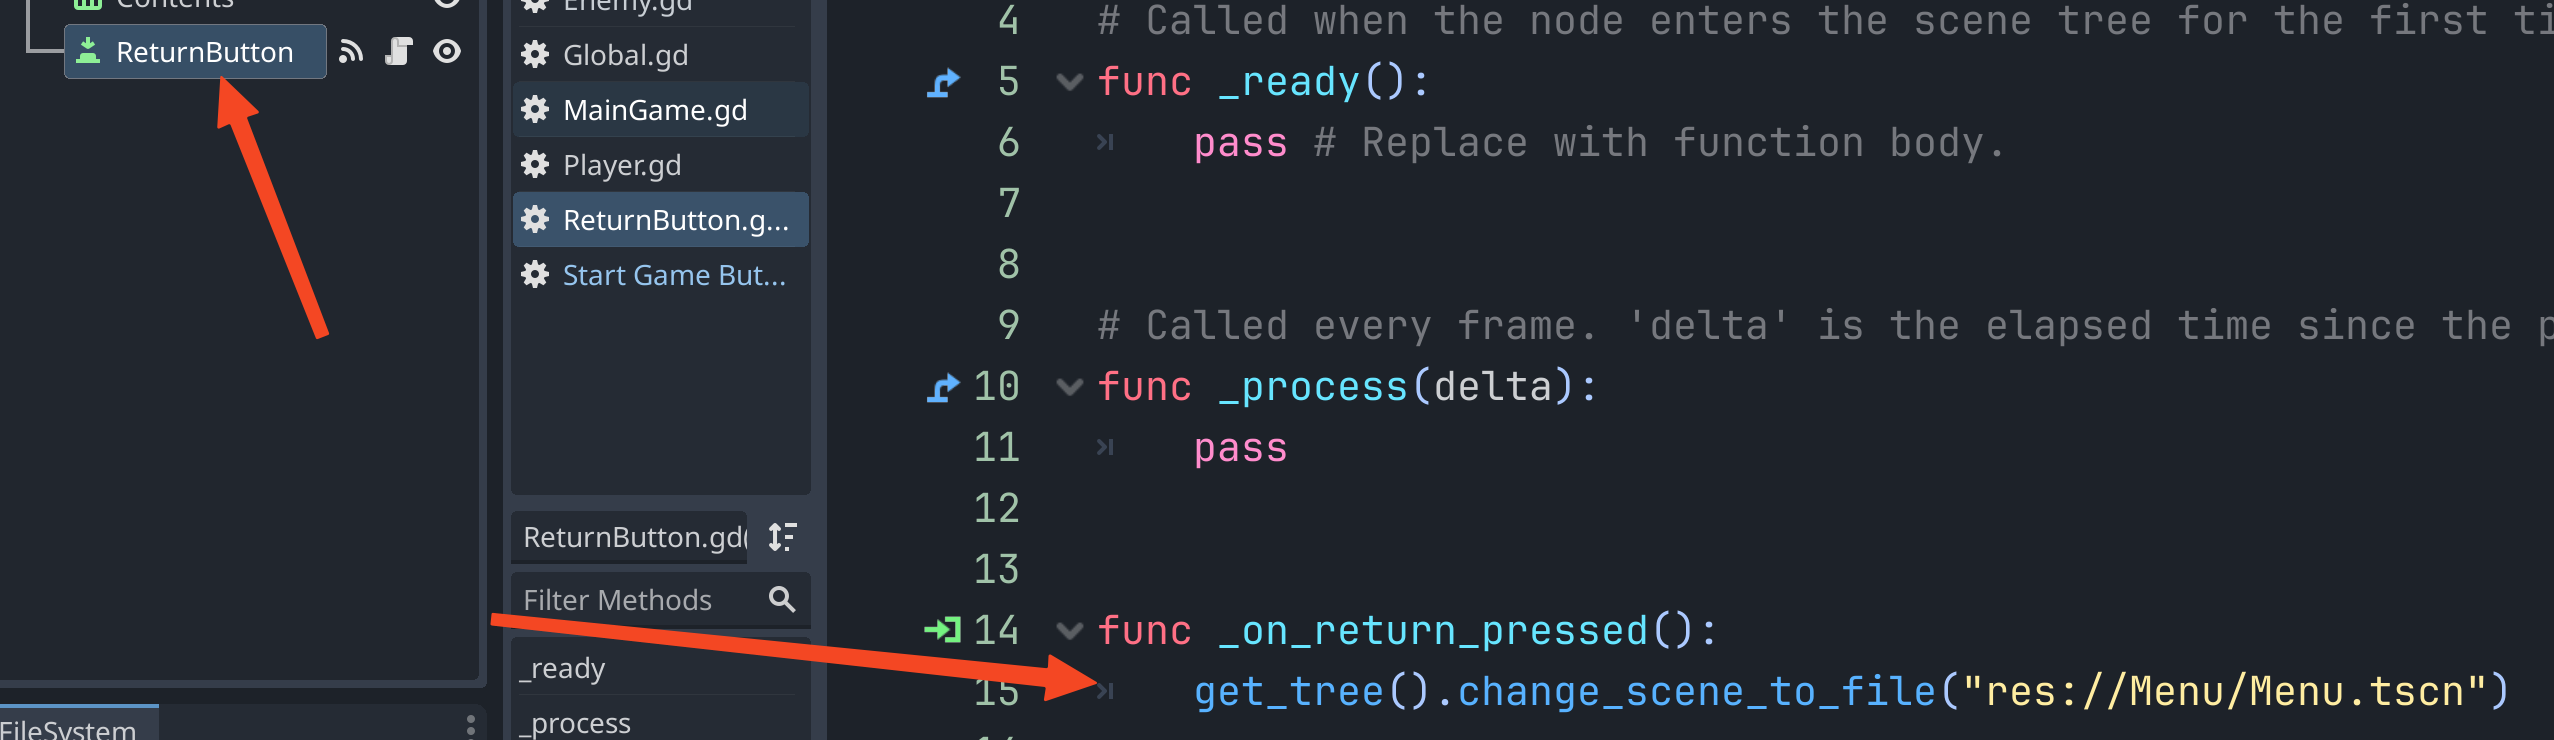 Contents
ReturnButton
FileSystem
Enemy.gd
Global.gd
MainGame.gd
Player.gd
ReturnButton.g...
Start Game But...
ReturnButton.gd(
Filter Methods
_ready
_process
4 # Called when the node enters the scene tree for the first ti
5 func _ready():
6 pass # Replace with function body.
7
8
9 # Called every frame. 'delta' is the elapsed time since the p
10 func _process(delta):
11 pass
12
13
14 func _on_return_pressed():
15 get_tree().change_scene_to_file("res://Menu/Menu.tscn")